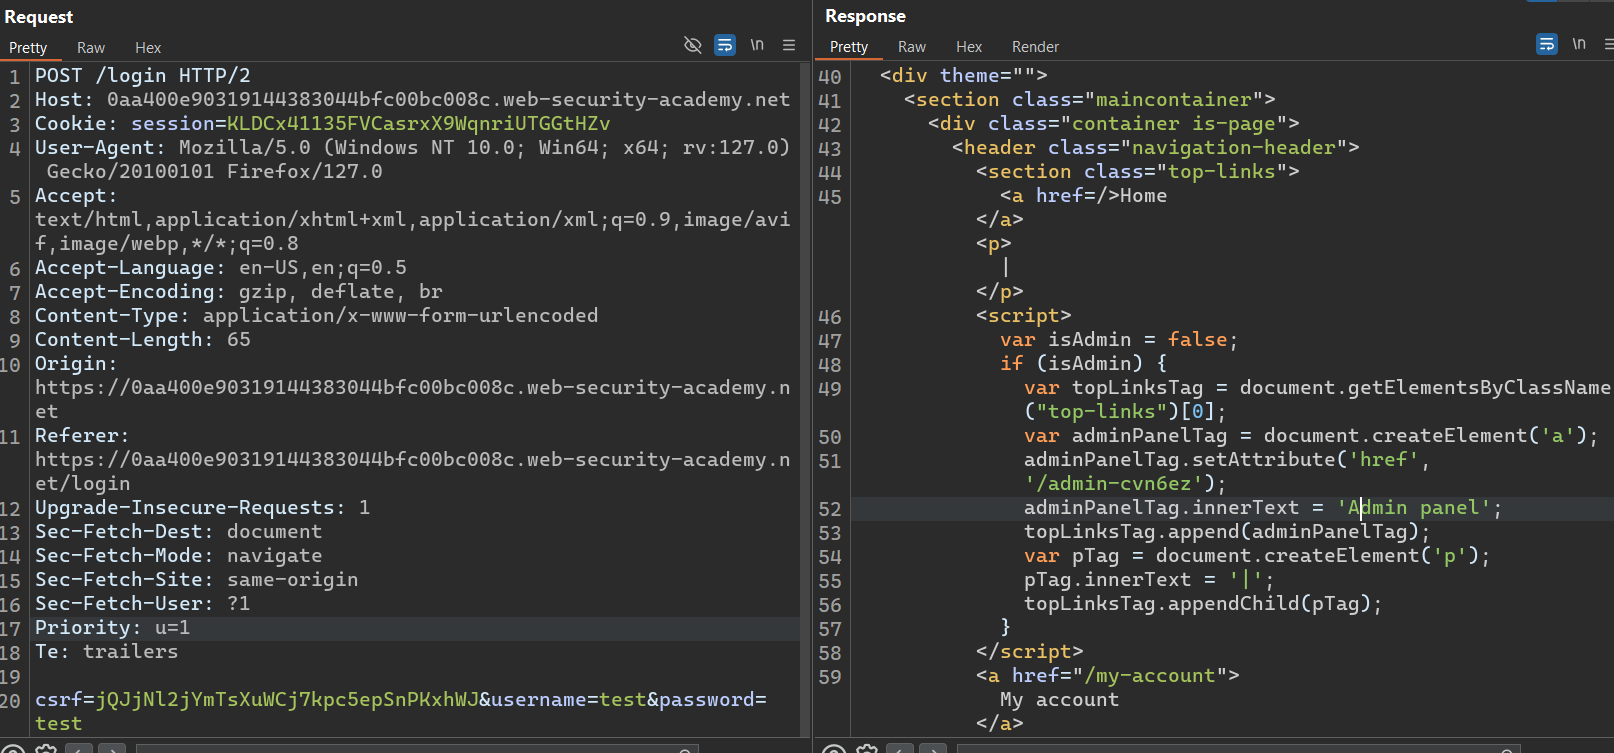 Request
Pretty Raw Hex \n
1 POST /login HTTP/2
2 Host: 0aa400e90319144383044bfc00bc008c.web-security-academy.net
3 Cookie: session=KLDCx41135FVCasrxX9WqnriUTGGtHZv
4 User-Agent: Mozilla/5.0 (Windows NT 10.0; Win64; x64; rv:127.0)
Gecko/20100101 Firefox/127.0
5 Accept:
text/html,application/xhtml+xml,application/xml;q=0.9,image/avi
f,image/webp,*/*;q=0.8
6 Accept-Language: en-US,en;q=0.5
7 Accept-Encoding: gzip, deflate, br
8 Content-Type: application/x-www-form-urlencoded
9 Content-Length: 65
10 Origin:
https://0aa400e90319144383044bfc00bc008c.web-security-academy.n
et
11 Referer:
https://0aa400e90319144383044bfc00bc008c.web-security-academy.n
et/login
12 Upgrade-Insecure-Requests: 1
13 Sec-Fetch-Dest: document
14 Sec-Fetch-Mode: navigate
15 Sec-Fetch-Site: same-origin
16 Sec-Fetch-User: ?1
17 Priority: u=1
18 Te: trailers
19
20 csrf=jQJjNl2jYmTsXuWCj7kpc5epSnPKxhWJ&username=test&password=
test
Response
Pretty Raw Hex Render \n
40 <div theme="">
41 <section class="maincontainer">
42 <div class="container is-page">
43 <header class="navigation-header">
44 <section class="top-links">
45 <a href=/>Home
</a>
<p>
|
</p>
46 <script>
47 var isAdmin = false;
48 if (isAdmin) {
49 var topLinksTag = document.getElementsByClassName
("top-links")[0];
50 var adminPanelTag = document.createElement('a');
51 adminPanelTag.setAttribute('href',
'/admin-cvn6ez');
52 adminPanelTag.innerText = 'Admin panel';
53 topLinksTag.append(adminPanelTag);
54 var pTag = document.createElement('p');
55 pTag.innerText = '|';
56 topLinksTag.appendChild(pTag);
57 }
58 </script>
59 <a href="/my-account">
My account
</a>